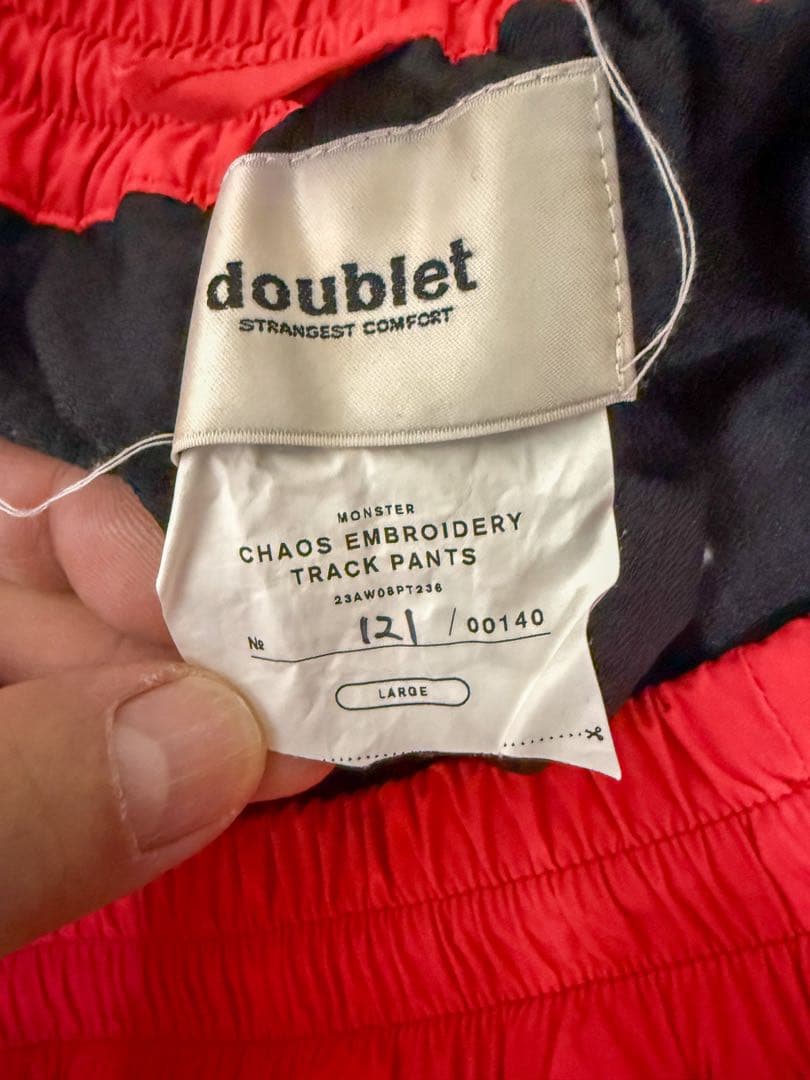 doublet
STRANGEST COMFORT
MONSTER
CHAOS EMBROIDERY
TRACK PANTS
23AW08PT236
№ 121 / 00140
LARGE